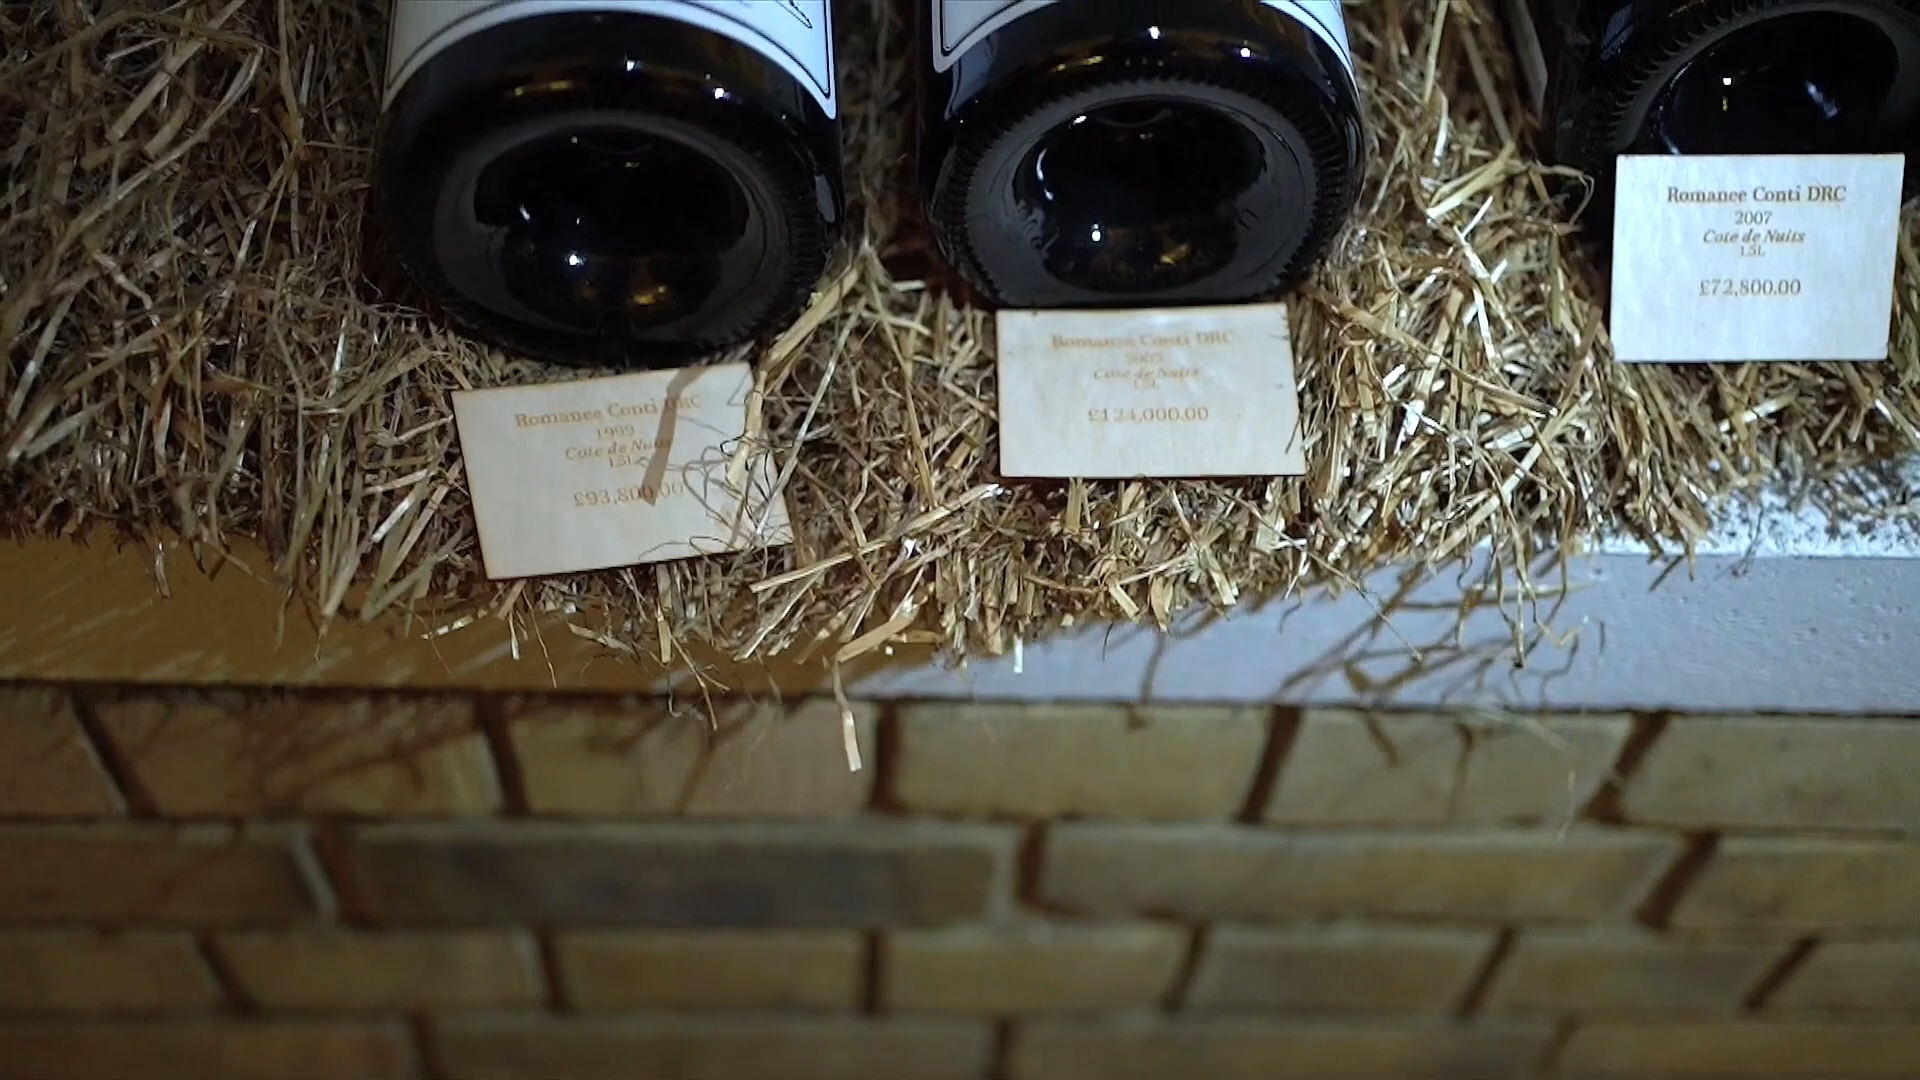 Romanee Conti DRC
1999
Cote de Nuits
1.5L
£93,800.00
Romanee Conti DRC
2005
Cote de Nuits
1.5L
£124,000.00
Romanee Conti DRC
2007
Cote de Nuits
1.5L
£72,800.00